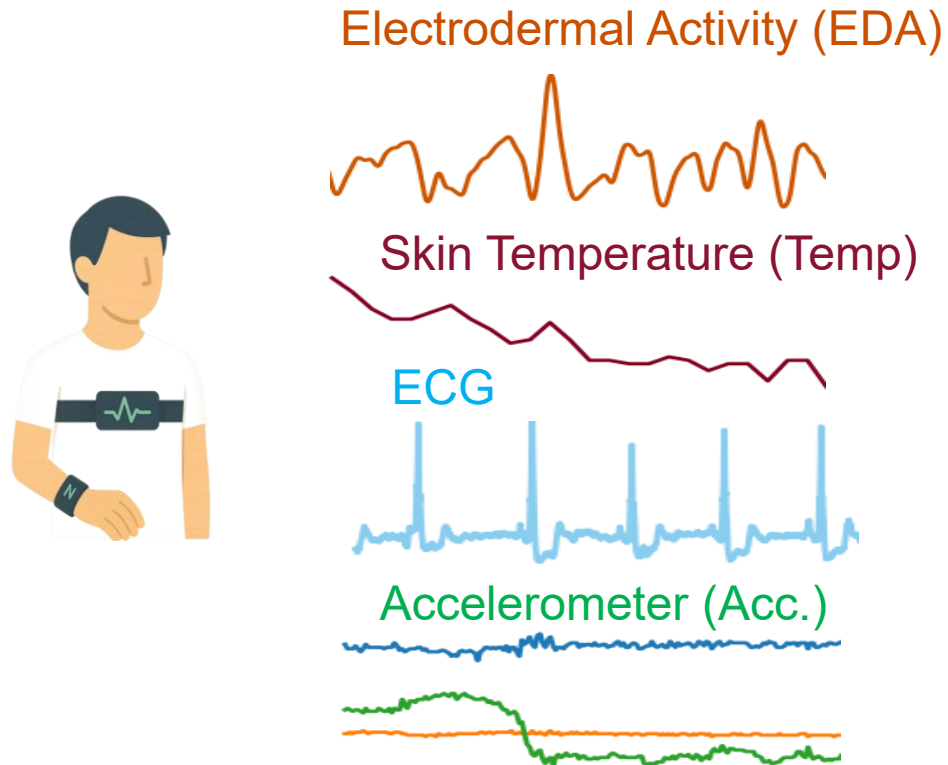 Electrodermal Activity (EDA)
Skin Temperature (Temp)
ECG
Accelerometer (Acc.)